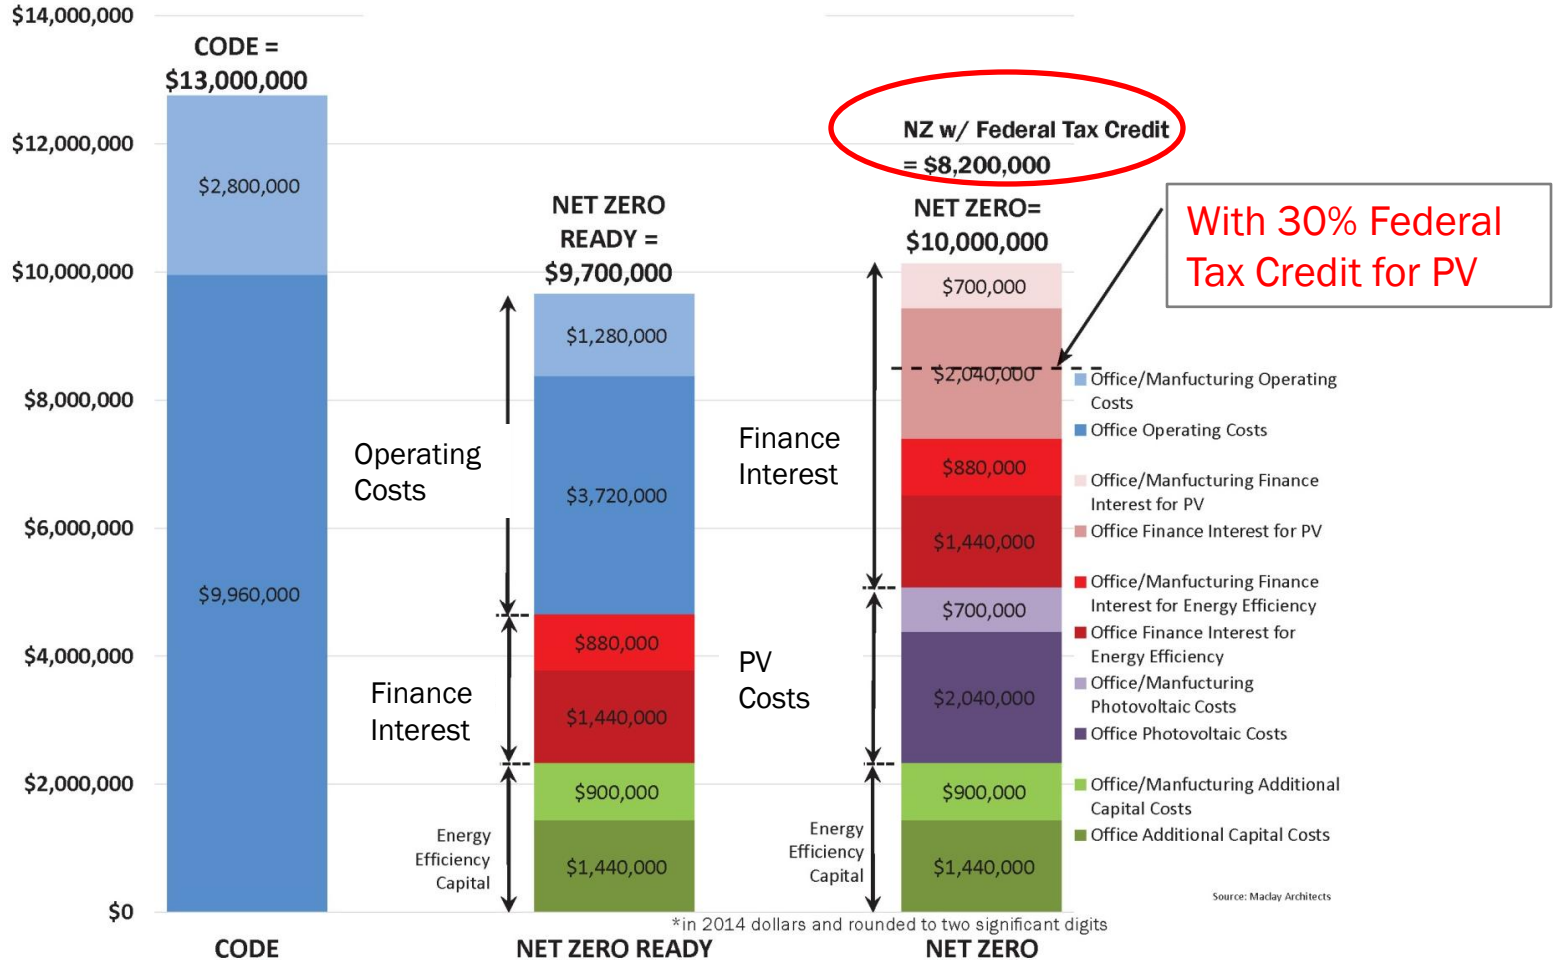 $14,000,000
$12,000,000
$10,000,000
$8,000,000
$6,000,000
$4,000,000
$2,000,000
$0
CODE =
$13,000,000
$2,800,000
$9,960,000
CODE
Operating
Costs
Finance
Interest
Energy
Efficiency
Capital
NET ZERO
READY =
$9,700,000
$1,280,000
$3,720,000
$880,000
$1,440,000
$900,000
$1,440,000
NET ZERO READY
Finance
Interest
PV
Costs
Energy
Efficiency
Capital
NZ w/ Federal Tax Credit
= $8,200,000
NET ZERO=
$10,000,000
$700,000
$2,040,000
$880,000
$1,440,000
$700,000
$2,040,000
$900,000
$1,440,000
NET ZERO
With 30% Federal
Tax Credit for PV
Office/Manfucturing Operating
Costs
Office Operating Costs
Office/Manfucturing Finance
Interest for PV
Office Finance Interest for PV
Office/Manfucturing Finance
Interest for Energy Efficiency
Office Finance Interest for
Energy Efficiency
Office/Manfucturing
Photovoltaic Costs
Office Photovoltaic Costs
Office/Manfucturing Additional
Capital Costs
Office Additional Capital Costs
Source: Maclay Architects
*in 2014 dollars and rounded to two significant digits